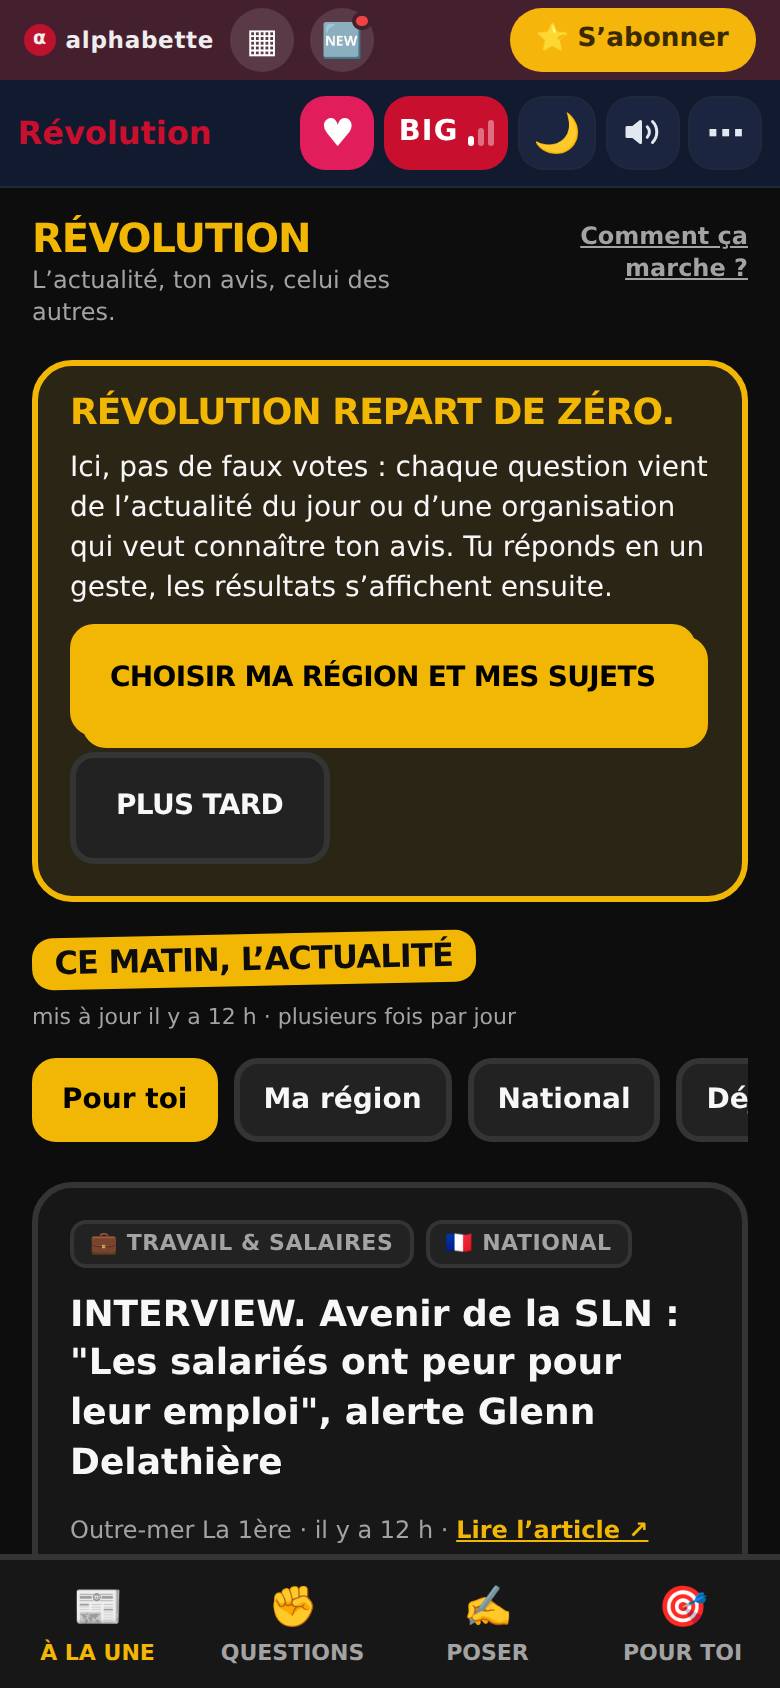 α alphabette NEW S’abonner
Révolution BIG
RÉVOLUTION
L’actualité, ton avis, celui des
autres.
Comment ça
marche ?
RÉVOLUTION REPART DE ZÉRO.
Ici, pas de faux votes : chaque question vient
de l’actualité du jour ou d’une organisation
qui veut connaître ton avis. Tu réponds en un
geste, les résultats s’affichent ensuite.
CHOISIR MA RÉGION ET MES SUJETS
PLUS TARD
CE MATIN, L’ACTUALITÉ
mis à jour il y a 12 h · plusieurs fois par jour
Pour toi Ma région National
TRAVAIL & SALAIRES NATIONAL
INTERVIEW. Avenir de la SLN :
"Les salariés ont peur pour
leur emploi", alerte Glenn
Delathière
Outre-mer La 1ère · il y a 12 h · Lire l’article ↗
À LA UNE QUESTIONS POSER POUR TOI